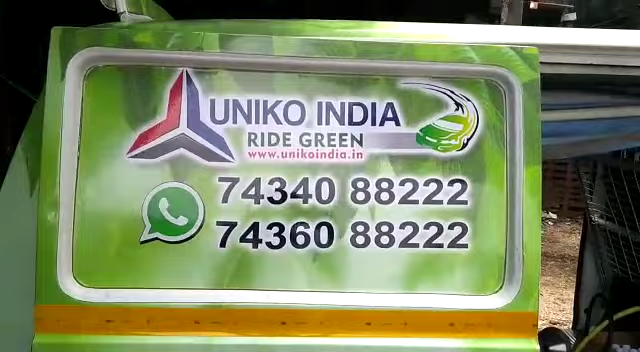 UNIKO INDIA
RIDE GREEN
www.unikoindia.in
74340 88222
74360 88222